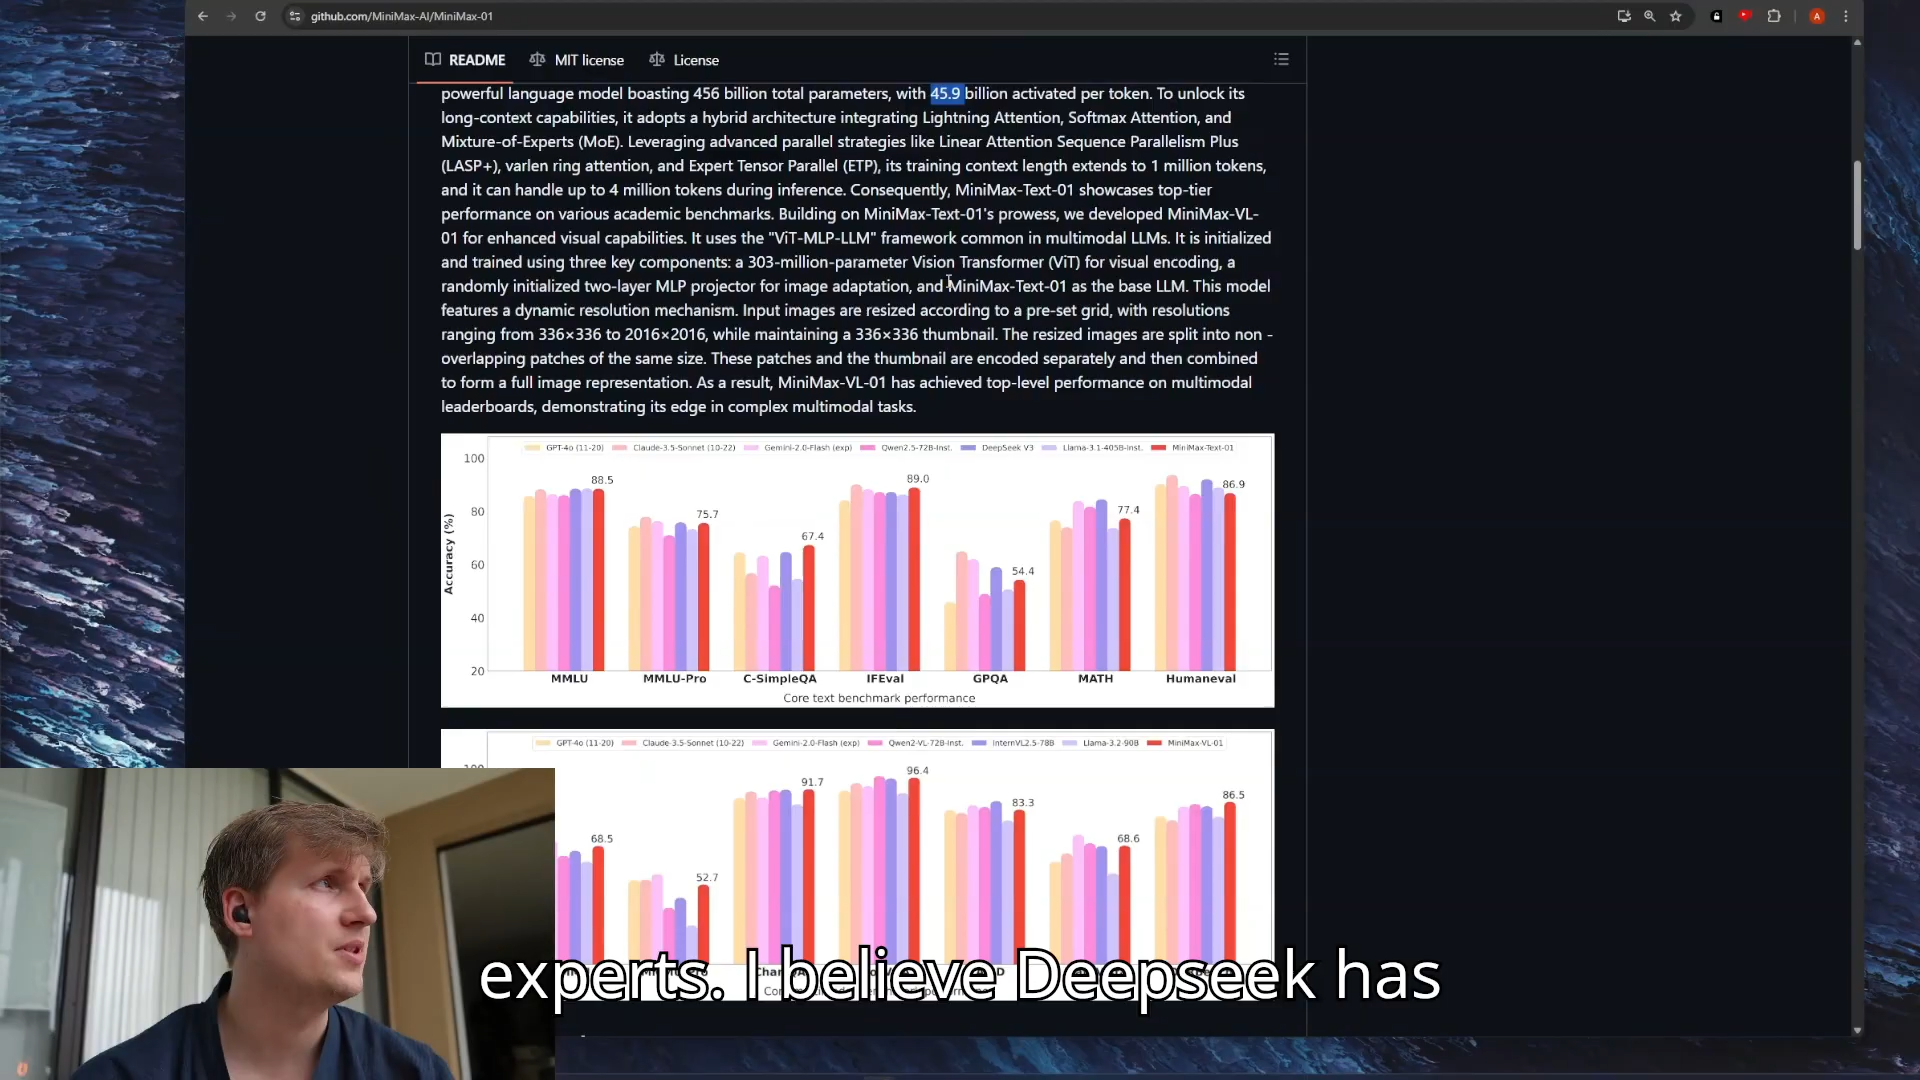 github.com/MiniMax-AI/MiniMax-01
A
README
MIT license
License
powerful language model boasting 456 billion total parameters, with 45.9 billion activated per token. To unlock its
long-context capabilities, it adopts a hybrid architecture integrating Lightning Attention, Softmax Attention, and
Mixture-of-Experts (MoE). Leveraging advanced parallel strategies like Linear Attention Sequence Parallelism Plus
(LASP+), varlen ring attention, and Expert Tensor Parallel (ETP), its training context length extends to 1 million tokens,
and it can handle up to 4 million tokens during inference. Consequently, MiniMax-Text-01 showcases top-tier
performance on various academic benchmarks. Building on MiniMax-Text-01's prowess, we developed MiniMax-VL-
01 for enhanced visual capabilities. It uses the "ViT-MLP-LLM" framework common in multimodal LLMs. It is initialized
and trained using three key components: a 303-million-parameter Vision Transformer (ViT) for visual encoding, a
randomly initialized two-layer MLP projector for image adaptation, and MiniMax-Text-01 as the base LLM. This model
features a dynamic resolution mechanism. Input images are resized according to a pre-set grid, with resolutions
ranging from 336×336 to 2016×2016, while maintaining a 336×336 thumbnail. The resized images are split into non -
overlapping patches of the same size. These patches and the thumbnail are encoded separately and then combined
to form a full image representation. As a result, MiniMax-VL-01 has achieved top-level performance on multimodal
leaderboards, demonstrating its edge in complex multimodal tasks.
GPT-4o (11-20) Claude-3.5-Sonnet (10-22) Gemini-2.0-Flash (exp) Qwen2.5-72B-Inst. DeepSeek V3 Llama-3.1-405B-Inst. MiniMax-Text-01
100
80
60
40
20
Accuracy (%)
88.5
75.7
67.4
89.0
54.4
77.4
86.9
MMLU MMLU-Pro C-SimpleQA IFEval GPQA MATH Humaneval
Core text benchmark performance
GPT-4o (11-20) Claude-3.5-Sonnet (10-22) Gemini-2.0-Flash (exp) Qwen2-VL-72B-Inst. InternVL2.5-78B Llama-3.2-90B MiniMax-VL-01
68.5
52.7
91.7
96.4
83.3
68.6
86.5
experts. I believe Deepseek has